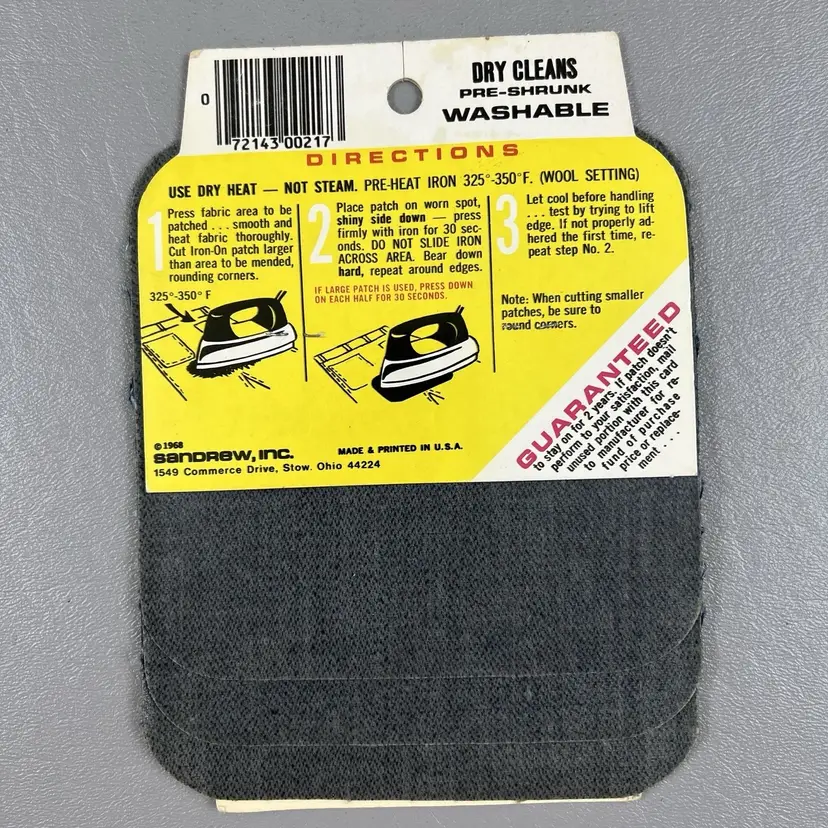 DRY CLEANS
PRE-SHRUNK
WASHABLE
0
72143 00217
DIRECTIONS
USE DRY HEAT — NOT STEAM. PRE-HEAT IRON 325°-350°F. (WOOL SETTING)
1
Press fabric area to be
patched . . . smooth and
heat fabric thoroughly.
Cut Iron-On patch larger
than area to be mended,
rounding corners.
325°-350° F
2
Place patch on worn spot,
shiny side down — press
firmly with iron for 30 sec-
onds. DO NOT SLIDE IRON
ACROSS AREA. Bear down
hard, repeat around edges.
IF LARGE PATCH IS USED, PRESS DOWN
ON EACH HALF FOR 30 SECONDS.
3
Let cool before handling
. . . test by trying to lift
edge. If not properly ad-
hered the first time, re-
peat step No. 2.
Note: When cutting smaller
patches, be sure to
round corners.
GUARANTEED
to stay on for 2 years. If patch doesn't
perform to your satisfaction, mail
unused portion with this card
to manufacturer for re-
fund of purchase
price or replace-
ment . . . .
© 1968
Sandrew, Inc.
MADE & PRINTED IN U.S.A.
1549 Commerce Drive, Stow. Ohio 44224